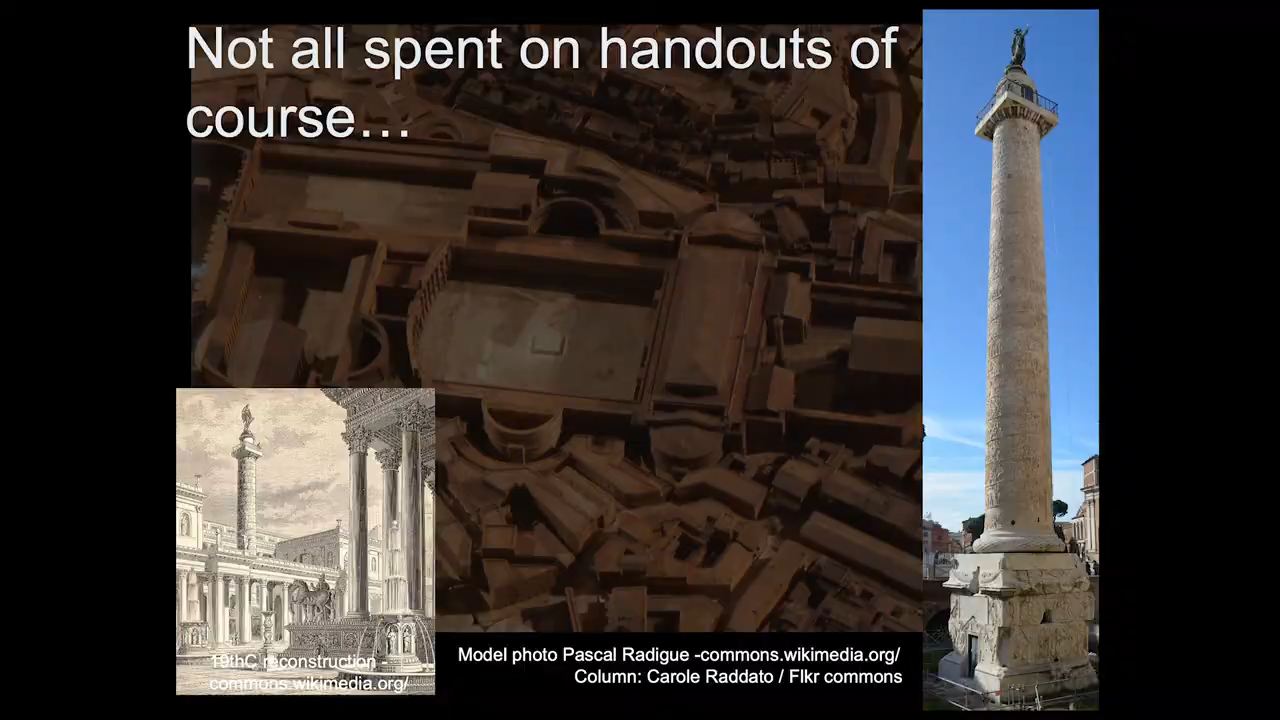 Not all spent on handouts of
course…
19thC reconstruction -
commons.wikimedia.org/
Model photo Pascal Radigue -commons.wikimedia.org/
Column: Carole Raddato / Flkr commons